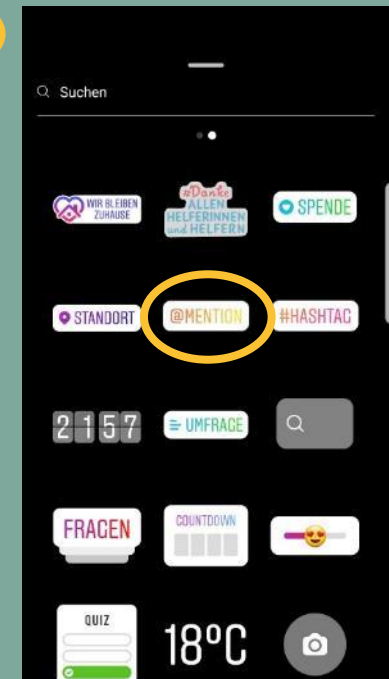 Suchen
WIR BLEIBEN
ZUHAUSE
#Danke
ALLEN
HELFERINNEN
und HELFERN
SPENDE
STANDORT
@MENTION
#HASHTAG
2157
UMFRAGE
FRAGEN
COUNTDOWN
QUIZ
18°C